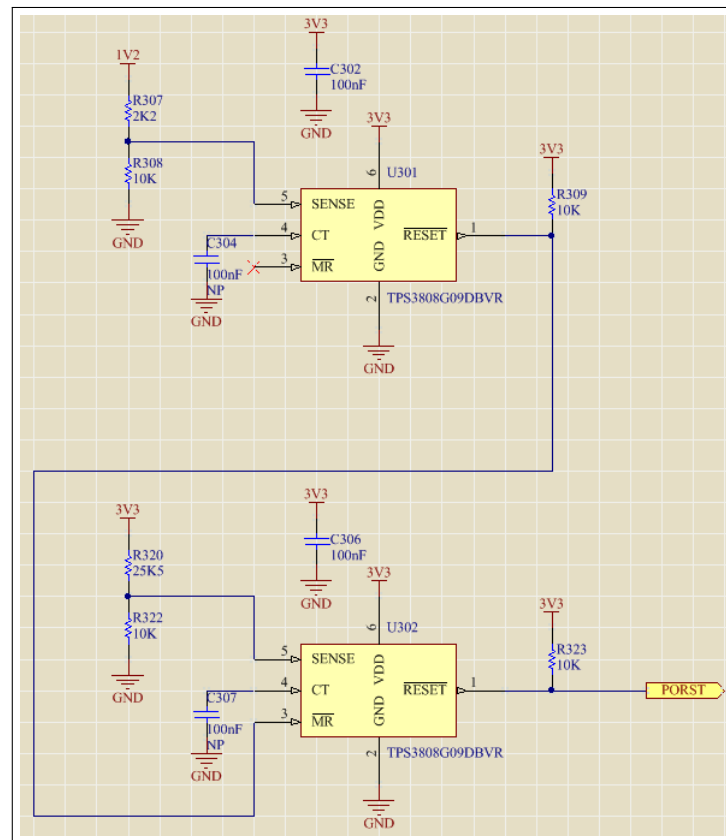 3V3
C302
100nF
GND
1V2
R307
2K2
R308
10K
GND
3V3
6
U301
5
SENSE
4
CT
3
MR
VDD
GND
RESET
1
2
TPS3808G09DBVR
GND
C304
100nF
NP
GND
3V3
R309
10K
3V3
C306
100nF
GND
3V3
R320
25K5
R322
10K
GND
3V3
6
U302
5
SENSE
4
CT
3
MR
VDD
GND
RESET
1
2
TPS3808G09DBVR
GND
C307
100nF
NP
GND
3V3
R323
10K
PORST